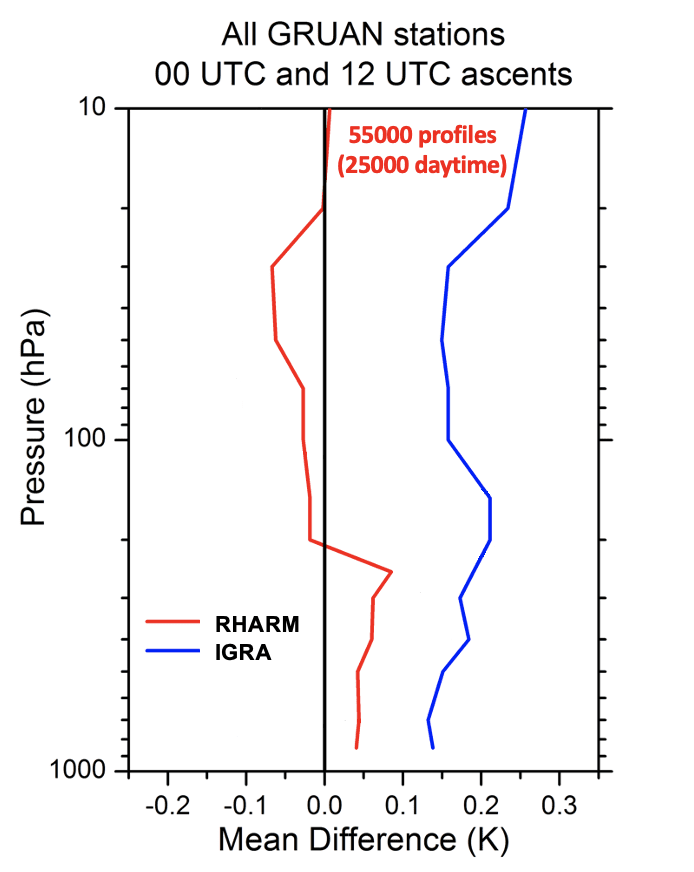 All GRUAN stations
00 UTC and 12 UTC ascents
10
55000 profiles
(25000 daytime)
Pressure (hPa)
100
RHARM
IGRA
1000
-0.2 -0.1 0.0 0.1 0.2 0.3
Mean Difference (K)